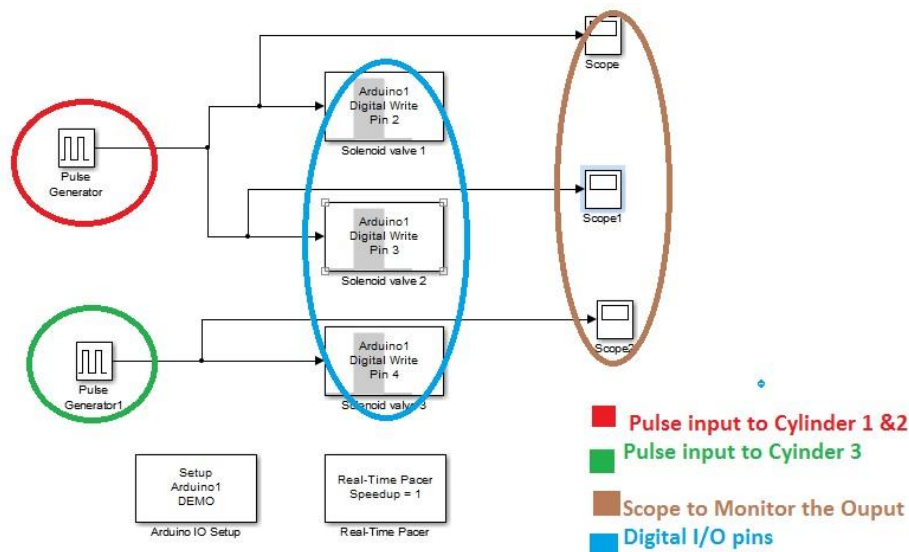 Scope
Arduino1
Digital Write
Pin 2
Solenoid valve 1
Pulse
Generator
Scope1
Arduino1
Digital Write
Pin 3
Solenoid valve 2
Scope2
Arduino1
Digital Write
Pin 4
Solenoid valve 3
Pulse
Generator1
Pulse input to Cylinder 1 &2
Pulse input to Cyinder 3
Scope to Monitor the Ouput
Digital I/O pins
Setup
Arduino1
DEMO
Arduino IO Setup
Real-Time Pacer
Speedup = 1
Real-Time Pacer